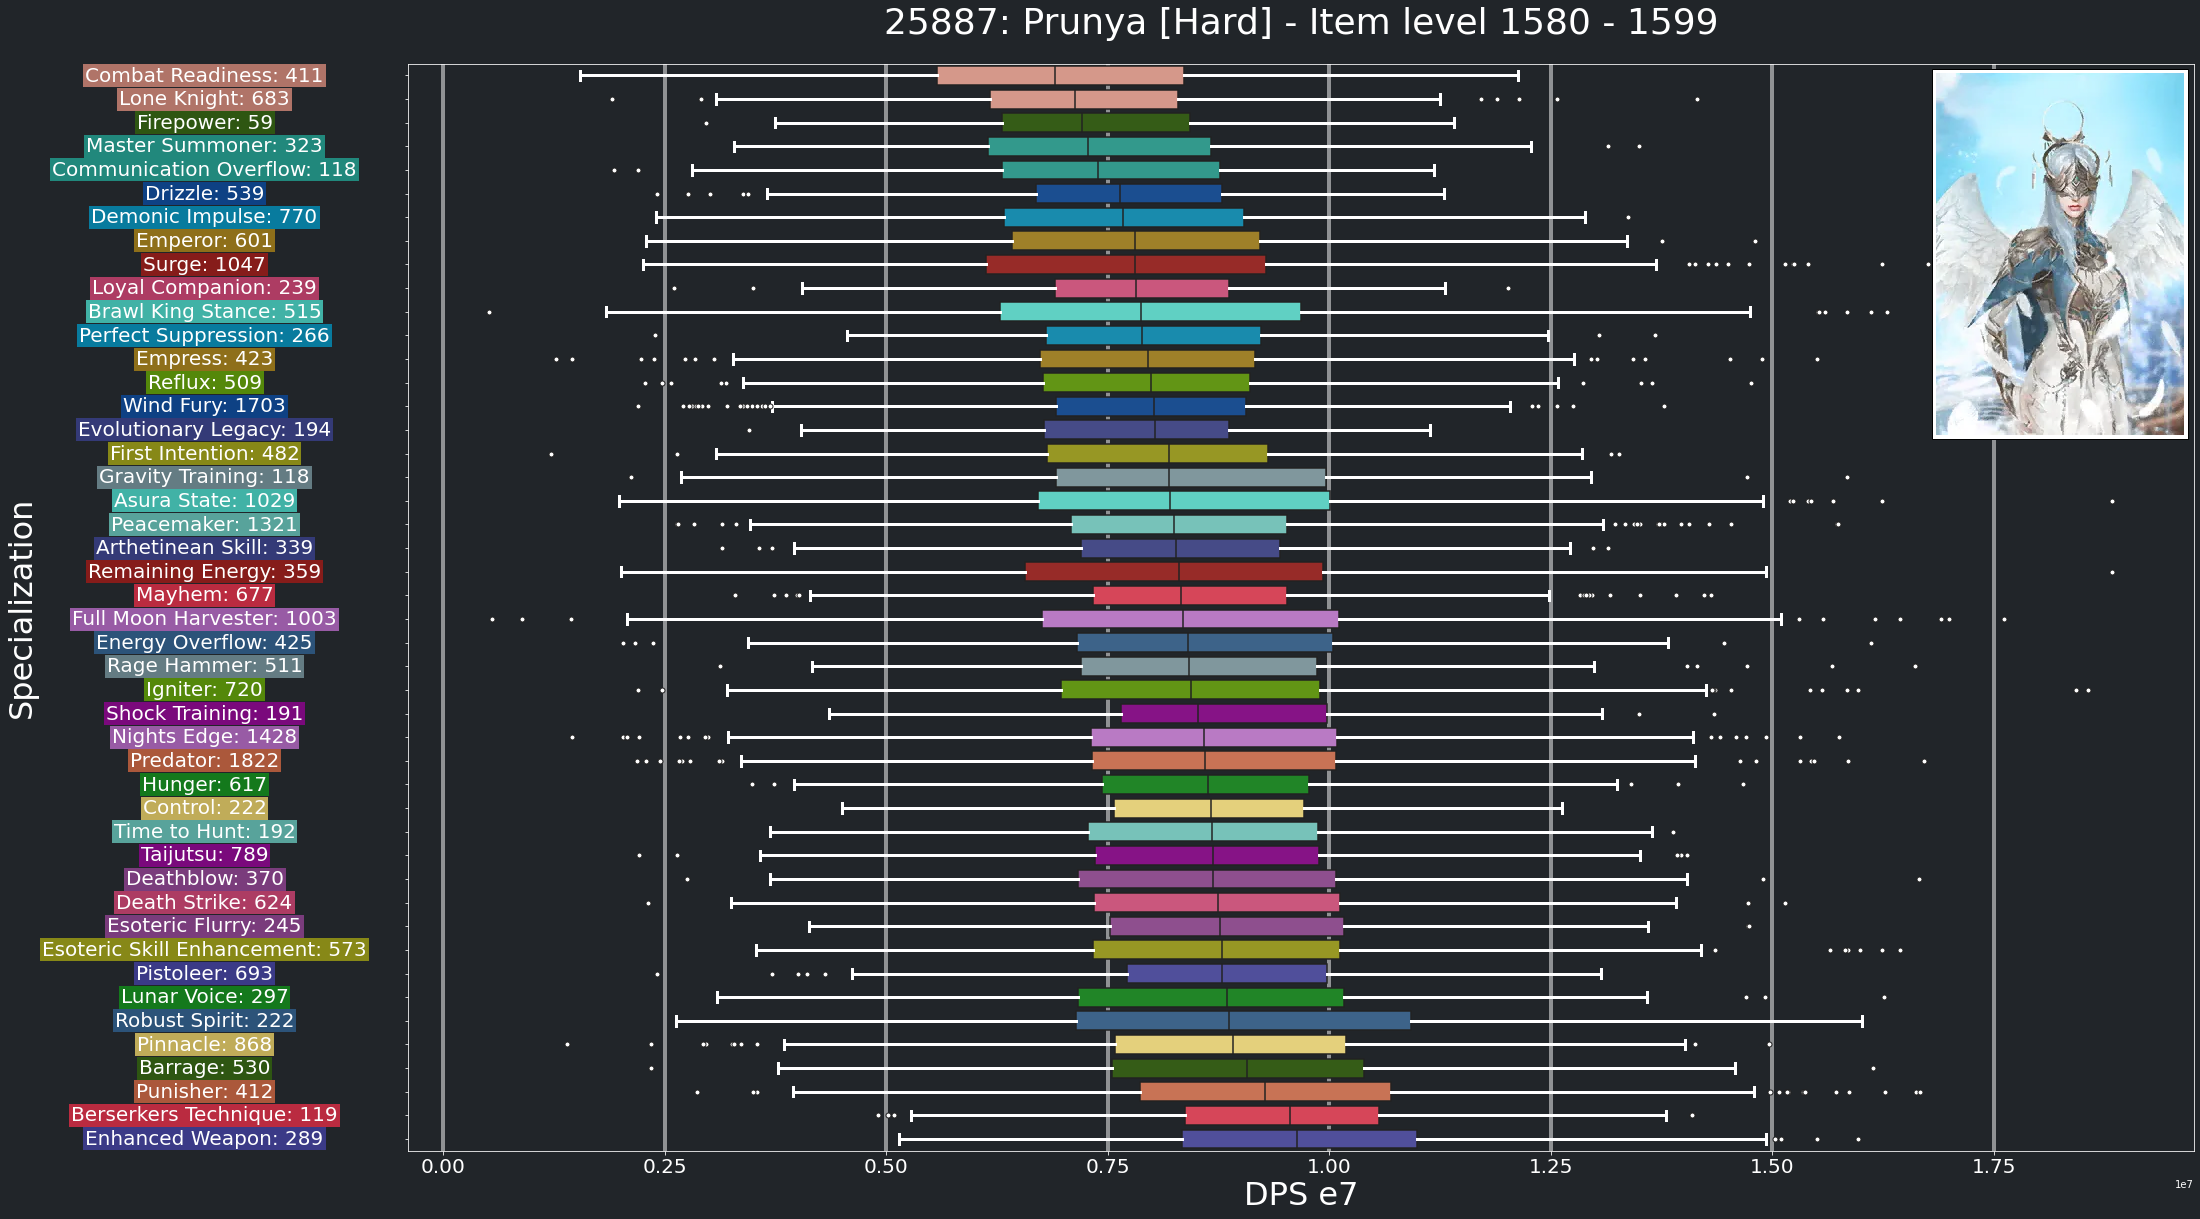 25887: Prunya [Hard] - Item level 1580 - 1599
Combat Readiness: 411
Lone Knight: 683
Firepower: 59
Master Summoner: 323
Communication Overflow: 118
Drizzle: 539
Demonic Impulse: 770
Emperor: 601
Surge: 1047
Loyal Companion: 239
Brawl King Stance: 515
Perfect Suppression: 266
Empress: 423
Reflux: 509
Wind Fury: 1703
Evolutionary Legacy: 194
First Intention: 482
Gravity Training: 118
Asura State: 1029
Peacemaker: 1321
Arthetinean Skill: 339
Remaining Energy: 359
Mayhem: 677
Full Moon Harvester: 1003
Energy Overflow: 425
Rage Hammer: 511
Igniter: 720
Shock Training: 191
Nights Edge: 1428
Predator: 1822
Hunger: 617
Control: 222
Time to Hunt: 192
Taijutsu: 789
Deathblow: 370
Death Strike: 624
Esoteric Flurry: 245
Esoteric Skill Enhancement: 573
Pistoleer: 693
Lunar Voice: 297
Robust Spirit: 222
Pinnacle: 868
Barrage: 530
Punisher: 412
Berserkers Technique: 119
Enhanced Weapon: 289
Specialization
0.00 0.25 0.50 0.75 1.00 1.25 1.50 1.75
DPS e7
1e7